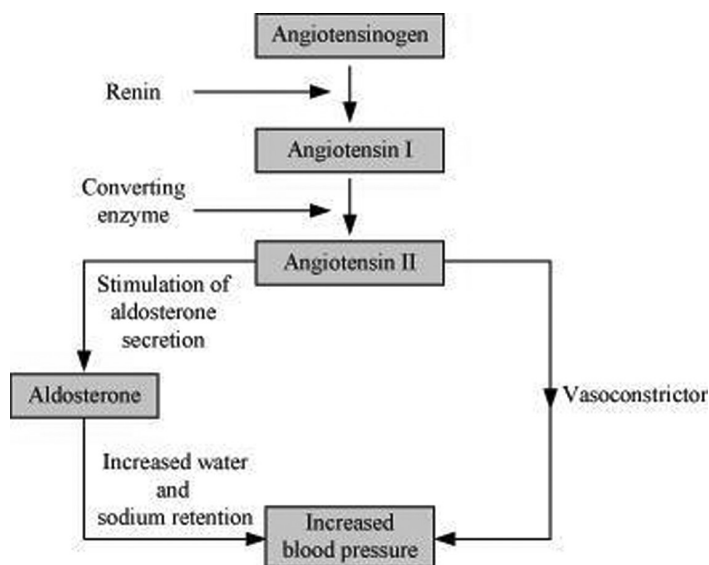 Angiotensinogen
Renin
Angiotensin I
Converting
enzyme
Angiotensin II
Stimulation of
aldosterone
secretion
Aldosterone
Vasoconstrictor
Increased water
and
sodium retention
Increased
blood pressure